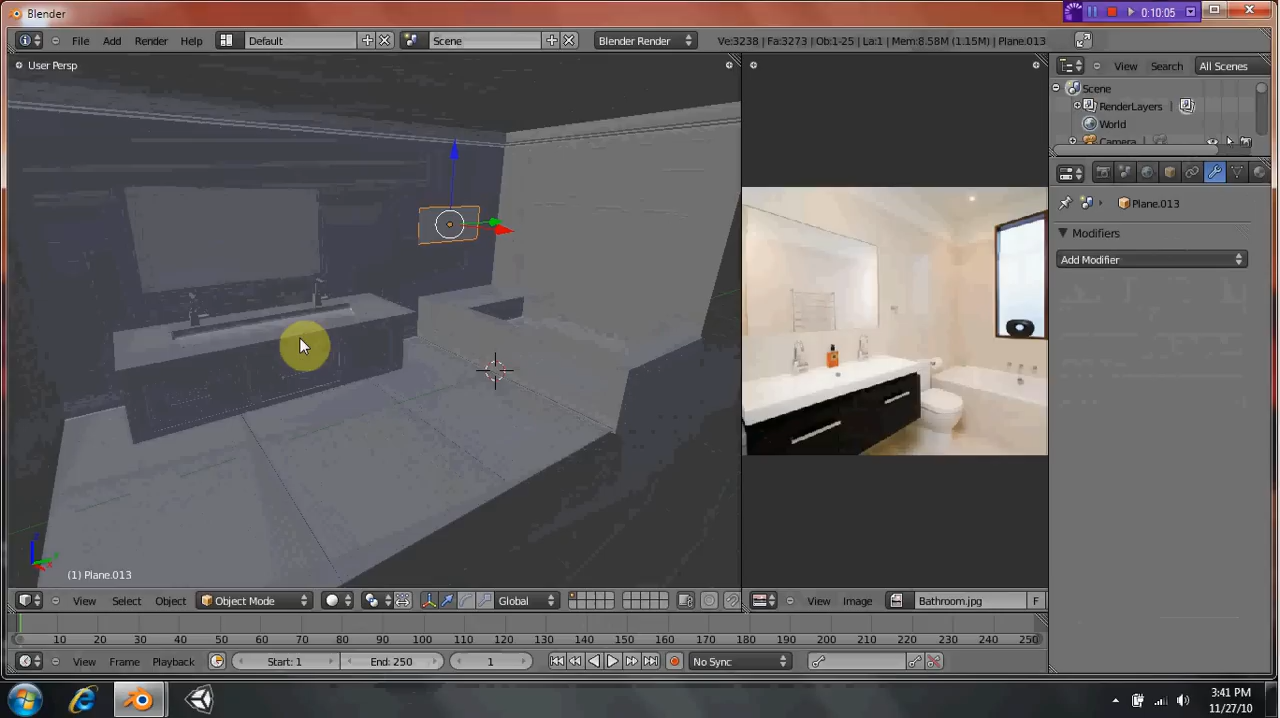 Blender
0:10:05
File Add Render Help Default Scene Blender Render Ve:3238 | Fa:3273 | Ob:1-25 | La:1 | Mem:8.58M (1.15M) | Plane.013
User Persp
View Search All Scenes
Scene
RenderLayers
World
Camera
Plane.013
Modifiers
Add Modifier
(1) Plane.013
View Select Object Object Mode Global View Image Bathroom.jpg F
10 20 30 40 50 60 70 80 90 100 110 120 130 140 150 160 170 180 190 200 210 220 230 240 250
View Frame Playback Start: 1 End: 250 1 No Sync
3:41 PM
11/27/10